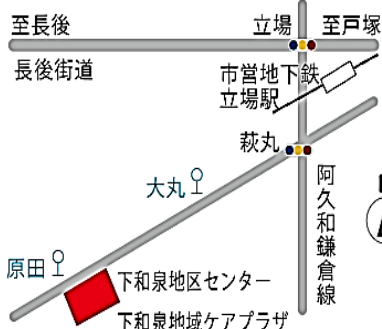 至長後
立場
至戸塚
長後街道
市営地下鉄
立場駅
萩丸
大丸
阿久和鎌倉線
原田
下和泉地区センター
下和泉地域ケアプラザ